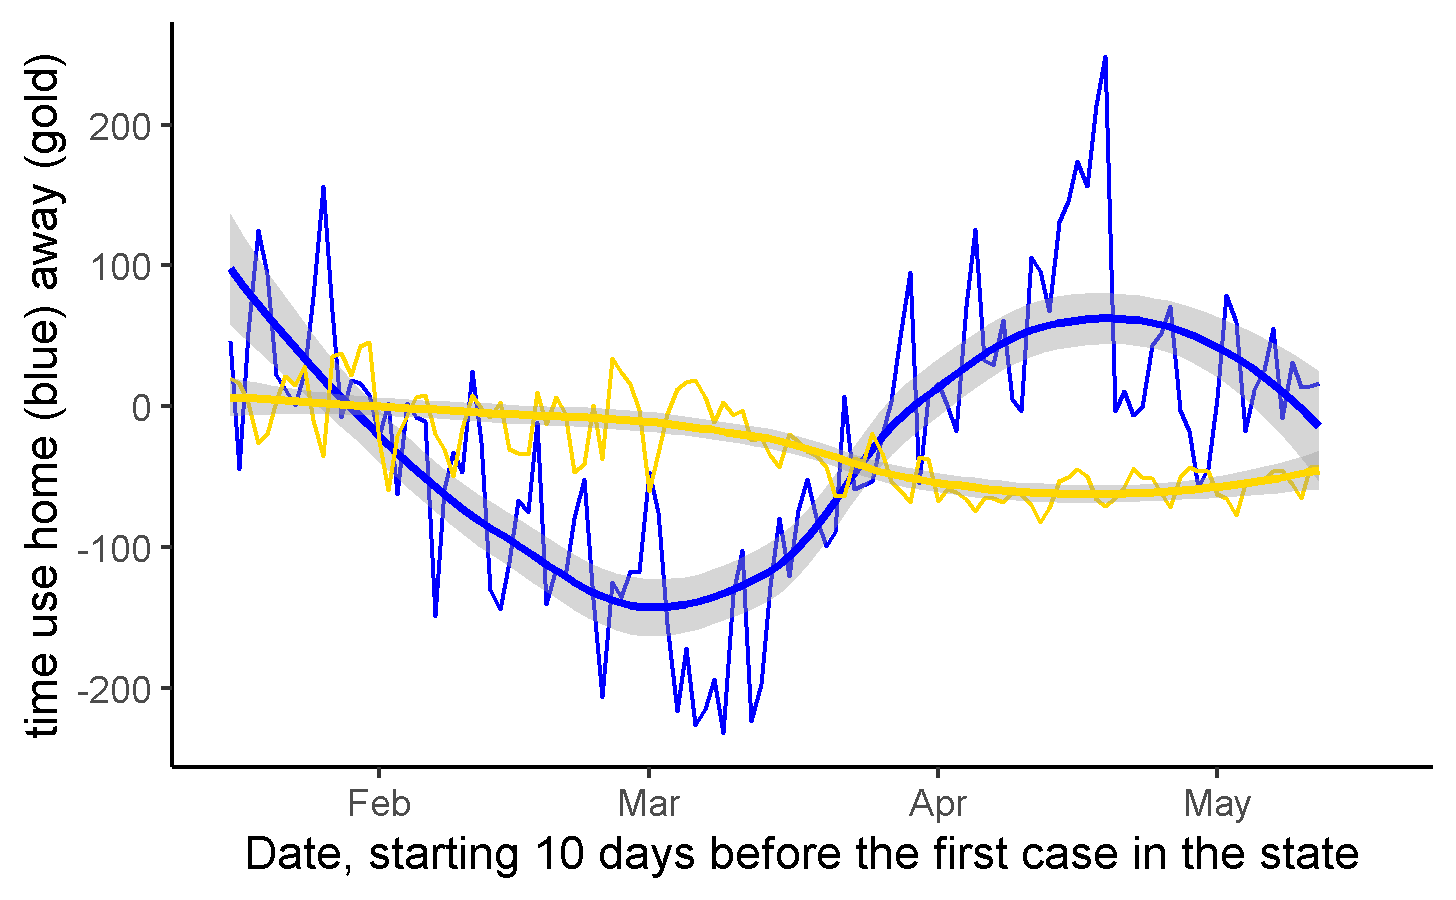 time use home (blue) away (gold)
200
100
0
-100
-200
Feb Mar Apr May
Date, starting 10 days before the first case in the state